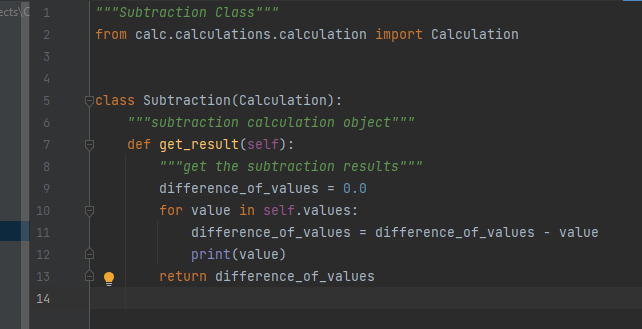 ects\C
1 """Subtraction Class"""
2 from calc.calculations.calculation import Calculation
3
4
5 class Subtraction(Calculation):
6     """subtraction calculation object"""
7     def get_result(self):
8         """get the subtraction results"""
9         difference_of_values = 0.0
10         for value in self.values:
11             difference_of_values = difference_of_values - value
12             print(value)
13         return difference_of_values
14